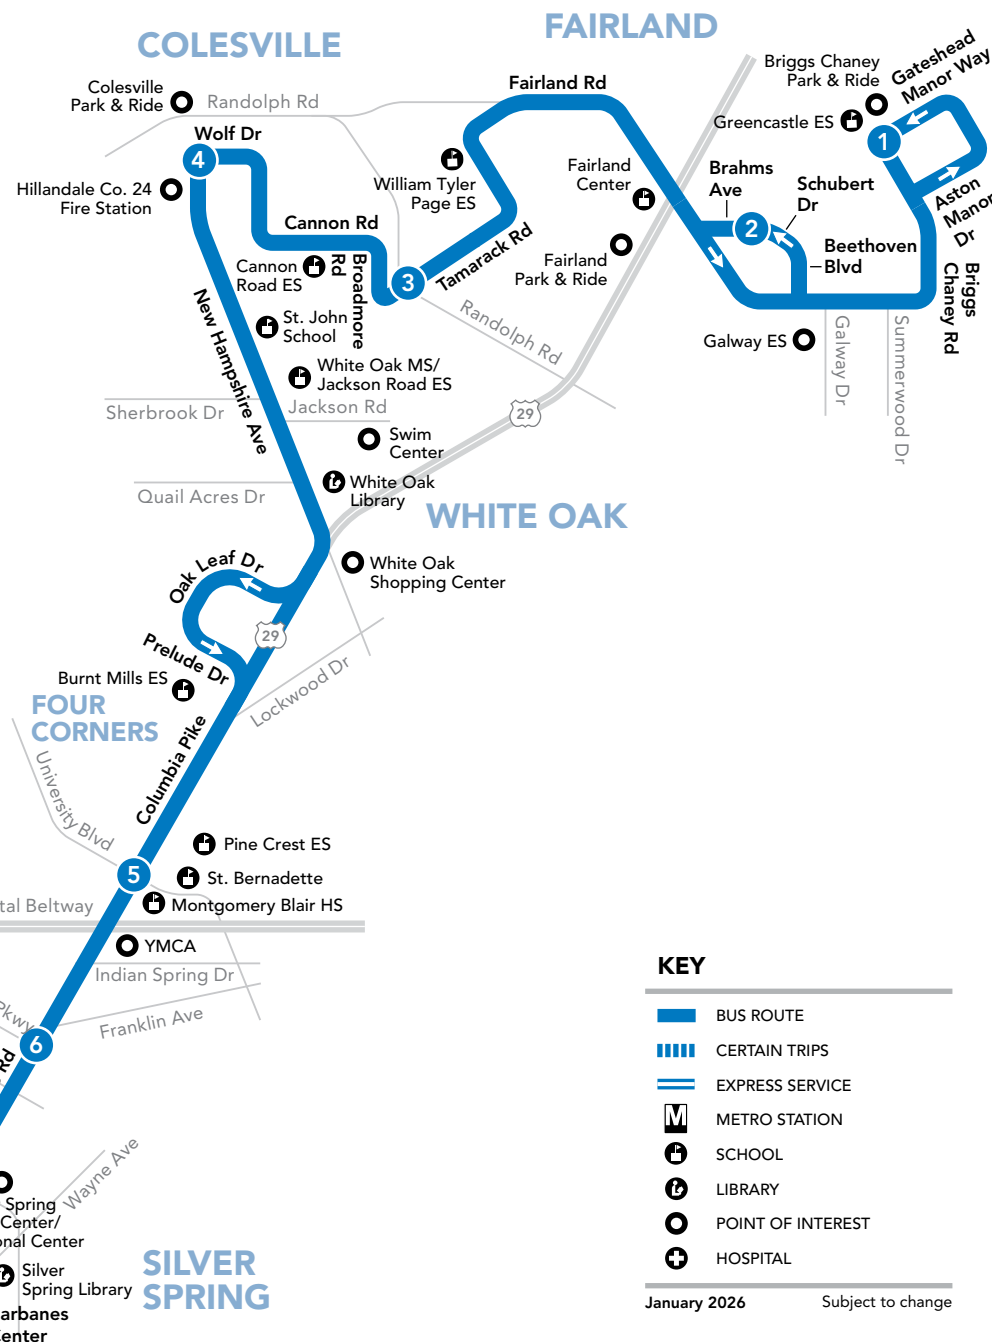 COLESVILLE
FAIRLAND
Colesville
Park & Ride
Randolph Rd
Wolf Dr
4
Hillandale Co. 24
Fire Station
Fairland Rd
Briggs Chaney
Park & Ride
Gateshead
Manor Way
Greencastle ES
1
William Tyler
Page ES
Fairland
Center
Brahms
Ave
Schubert
Dr
Aston
Manor
Dr
2
Cannon Rd
Cannon
Road ES
Broadmore
Rd
3
Tamarack Rd
Fairland
Park & Ride
Beethoven
Blvd
Briggs
Chaney Rd
New Hampshire Ave
St. John
School
Randolph Rd
Galway ES
Galway Dr
Summerwood Dr
White Oak MS/
Jackson Road ES
Sherbrook Dr
Jackson Rd
29
Swim
Center
Quail Acres Dr
White Oak
Library
WHITE OAK
White Oak
Shopping Center
Oak Leaf Dr
29
Prelude Dr
Burnt Mills ES
Lockwood Dr
FOUR
CORNERS
Columbia Pike
University Blvd
Pine Crest ES
5
St. Bernadette
tal Beltway
Montgomery Blair HS
YMCA
Indian Spring Dr
Pkwy
Franklin Ave
6
Rd
Wayne Ave
Spring
Center/
onal Center
Silver
Spring Library
arbanes
enter
SILVER
SPRING
KEY
BUS ROUTE
CERTAIN TRIPS
EXPRESS SERVICE
M METRO STATION
SCHOOL
LIBRARY
POINT OF INTEREST
HOSPITAL
January 2026 Subject to change